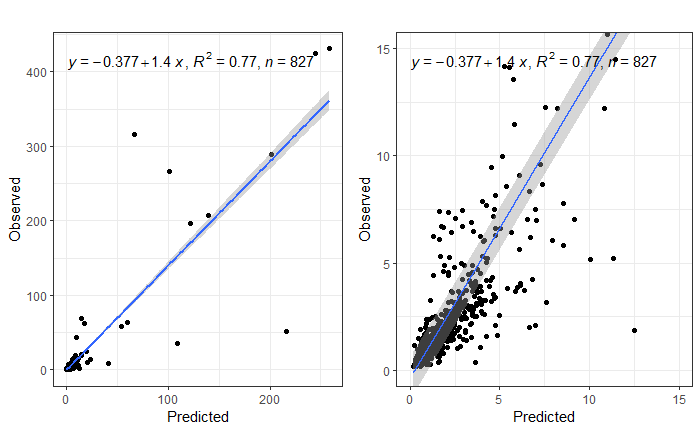 y = −0.377 + 1.4 x, R² = 0.77, n = 827
400
300
200
100
0
0
100
200
Observed
Predicted
y = −0.377 + 1.4 x, R² = 0.77, n = 827
15
10
5
0
0
5
10
15
Observed
Predicted